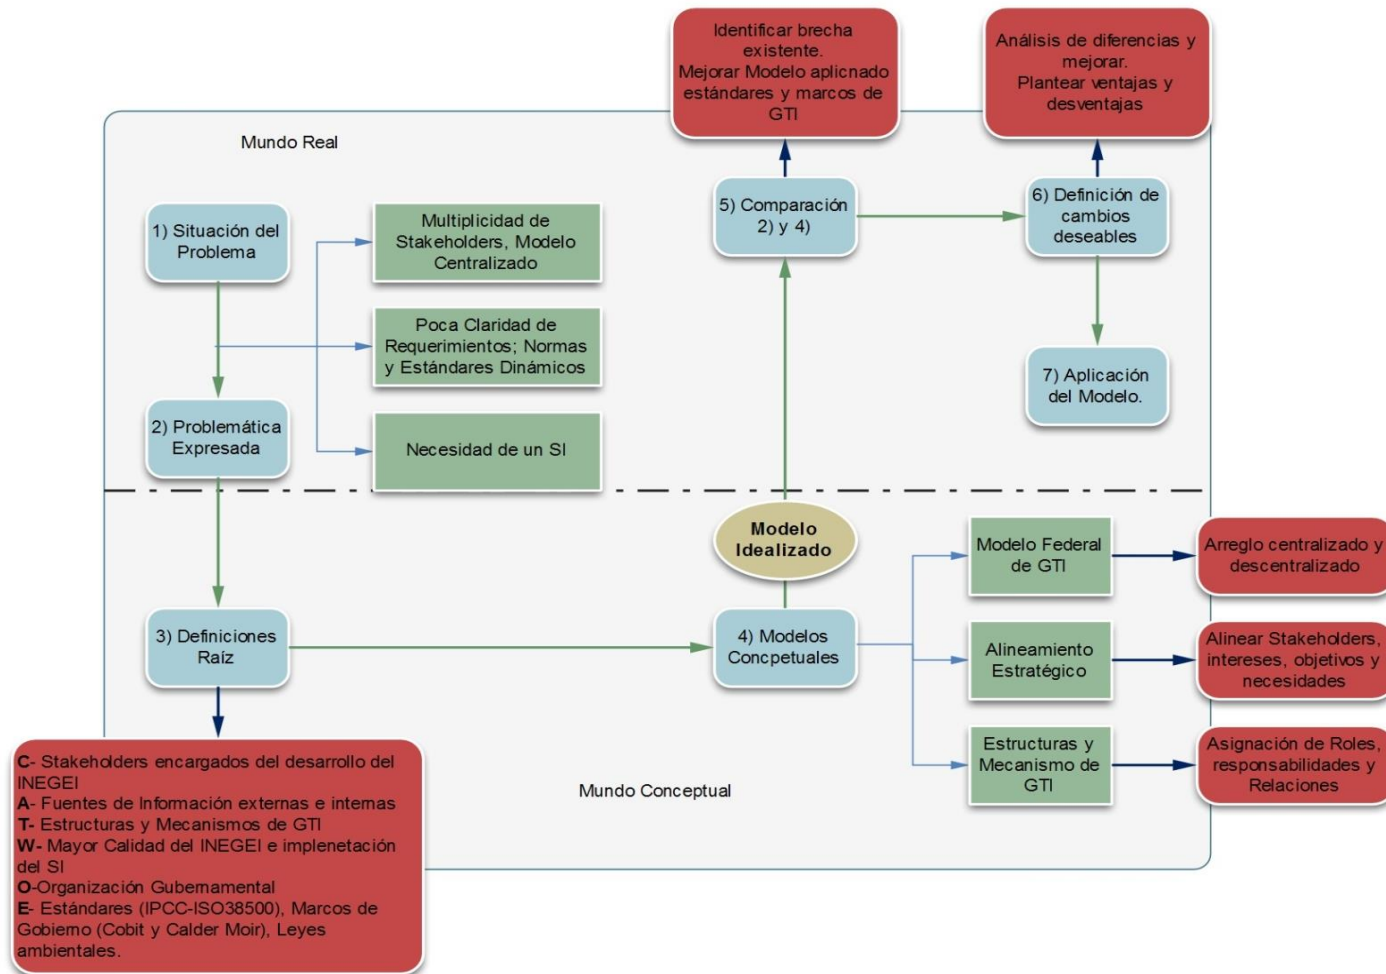 Identificar brecha
existente.
Mejorar Modelo aplicnado
estándares y marcos de
GTI
Análisis de diferencias y
mejorar.
Plantear ventajas y
desventajas
Mundo Real
1) Situación del
Problema
Multiplicidad de
Stakeholders, Modelo
Centralizado
5) Comparación
2) y 4)
6) Definición de
cambios
deseables
Poca Claridad de
Requerimientos; Normas
y Estándares Dinámicos
7) Aplicación
del Modelo.
2) Problemática
Expresada
Necesidad de un SI
Modelo
Idealizado
Modelo Federal
de GTI
Arreglo centralizado y
descentralizado
3) Definiciones
Raíz
4) Modelos
Concpetuales
Alineamiento
Estratégico
Alinear Stakeholders,
intereses, objetivos y
necesidades
Estructuras y
Mecanismo de
GTI
Asignación de Roles,
responsabilidades y
Relaciones
Mundo Conceptual
C- Stakeholders encargados del desarrollo del
INEGEI
A- Fuentes de Información externas e internas
T- Estructuras y Mecanismos de GTI
W- Mayor Calidad del INEGEI e implenetación
del SI
O-Organización Gubernamental
E- Estándares (IPCC-ISO38500), Marcos de
Gobierno (Cobit y Calder Moir), Leyes
ambientales.